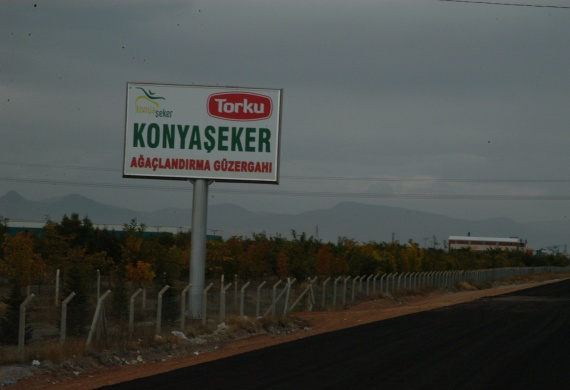 Torku
şeker
KONYAŞEKER
AĞAÇLANDIRMA GÜZERGAHI